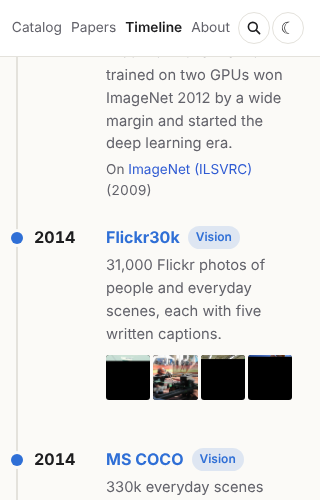 Catalog Papers Timeline About
trained on two GPUs won
ImageNet 2012 by a wide
margin and started the
deep learning era.
On ImageNet (ILSVRC)
(2009)
2014 Flickr30k Vision
31,000 Flickr photos of
people and everyday
scenes, each with five
written captions.
2014 MS COCO Vision
330k everyday scenes